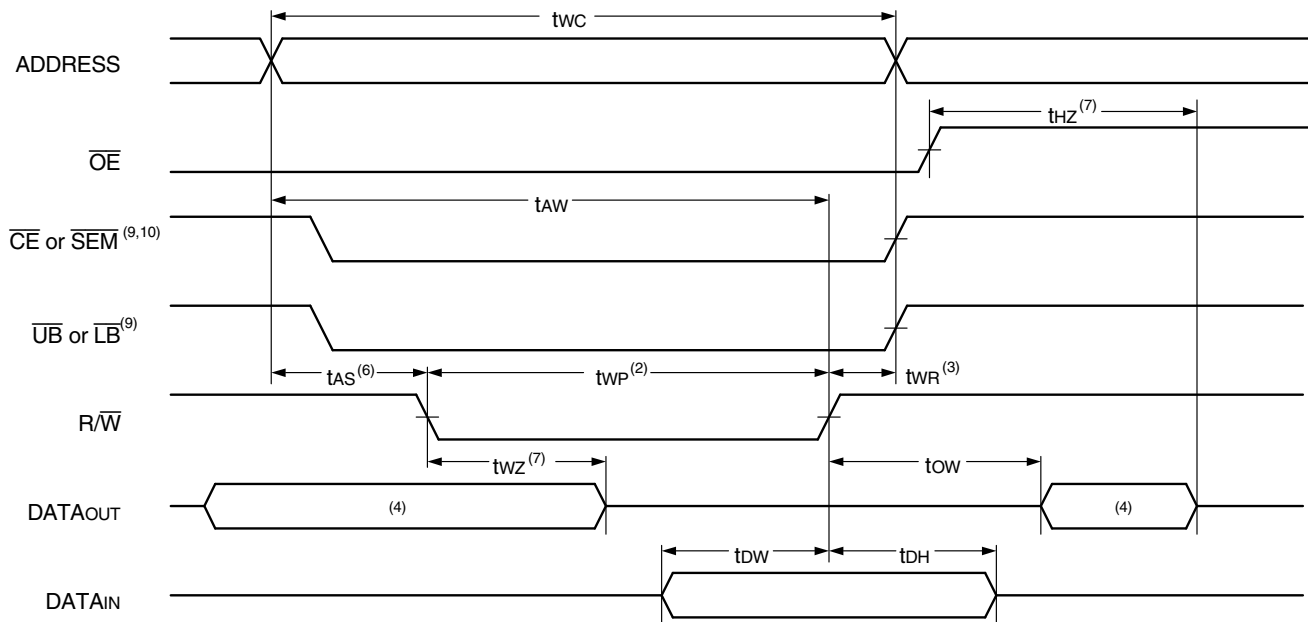 tWC
ADDRESS
tHZ(7)
OE
tAW
CE or SEM (9,10)
UB or LB(9)
tAS(6) tWP(2) tWR(3)
R/W
tWZ(7) tOW
DATAOUT (4) (4)
tDW tDH
DATAIN